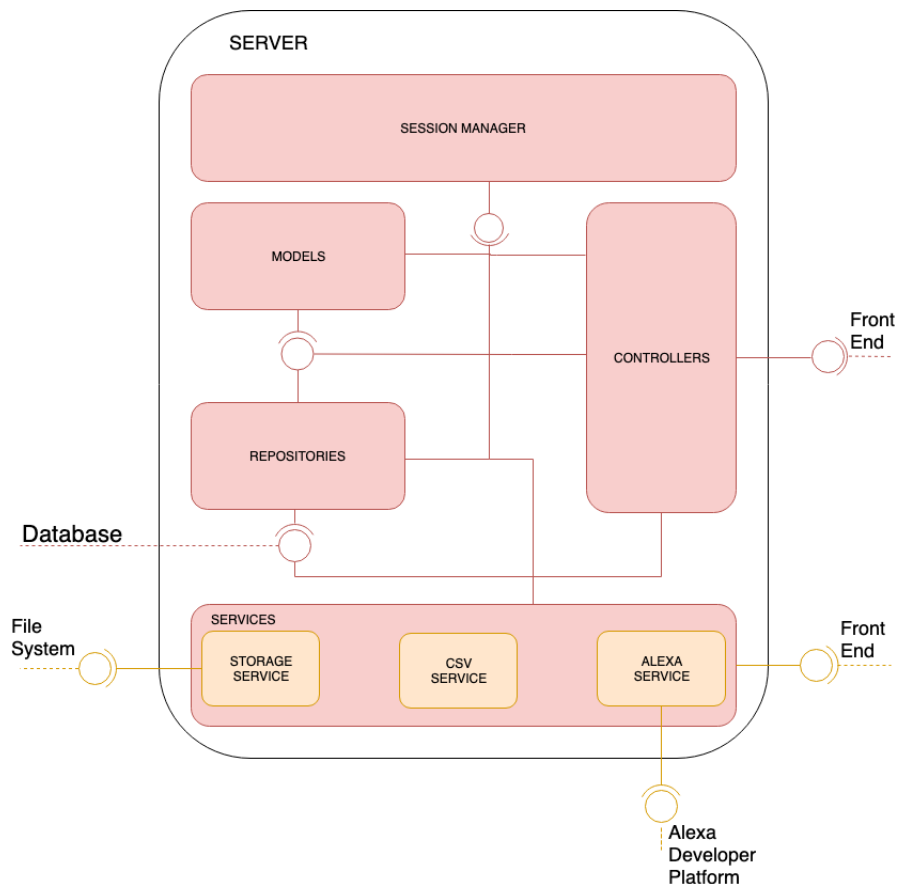 SERVER
SESSION MANAGER
MODELS
CONTROLLERS
Front
End
REPOSITORIES
Database
SERVICES
File
System
STORAGE
SERVICE
CSV
SERVICE
ALEXA
SERVICE
Front
End
Alexa
Developer
Platform